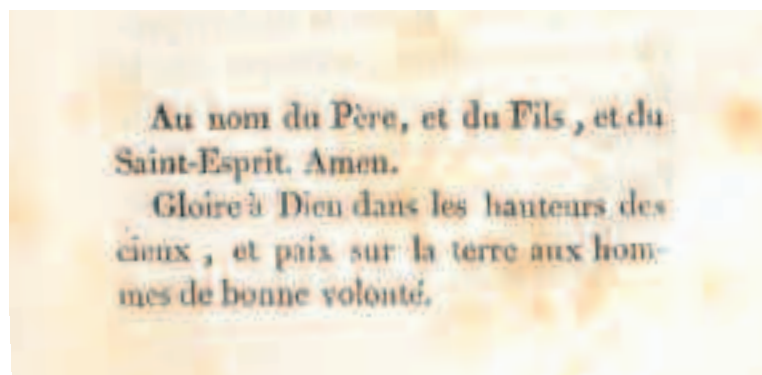 Au nom du Père, et du Fils, et du
Saint-Esprit. Amen.
Gloire à Dieu dans les hauteurs des
cieux, et paix sur la terre aux hom-
mes de bonne volonté.